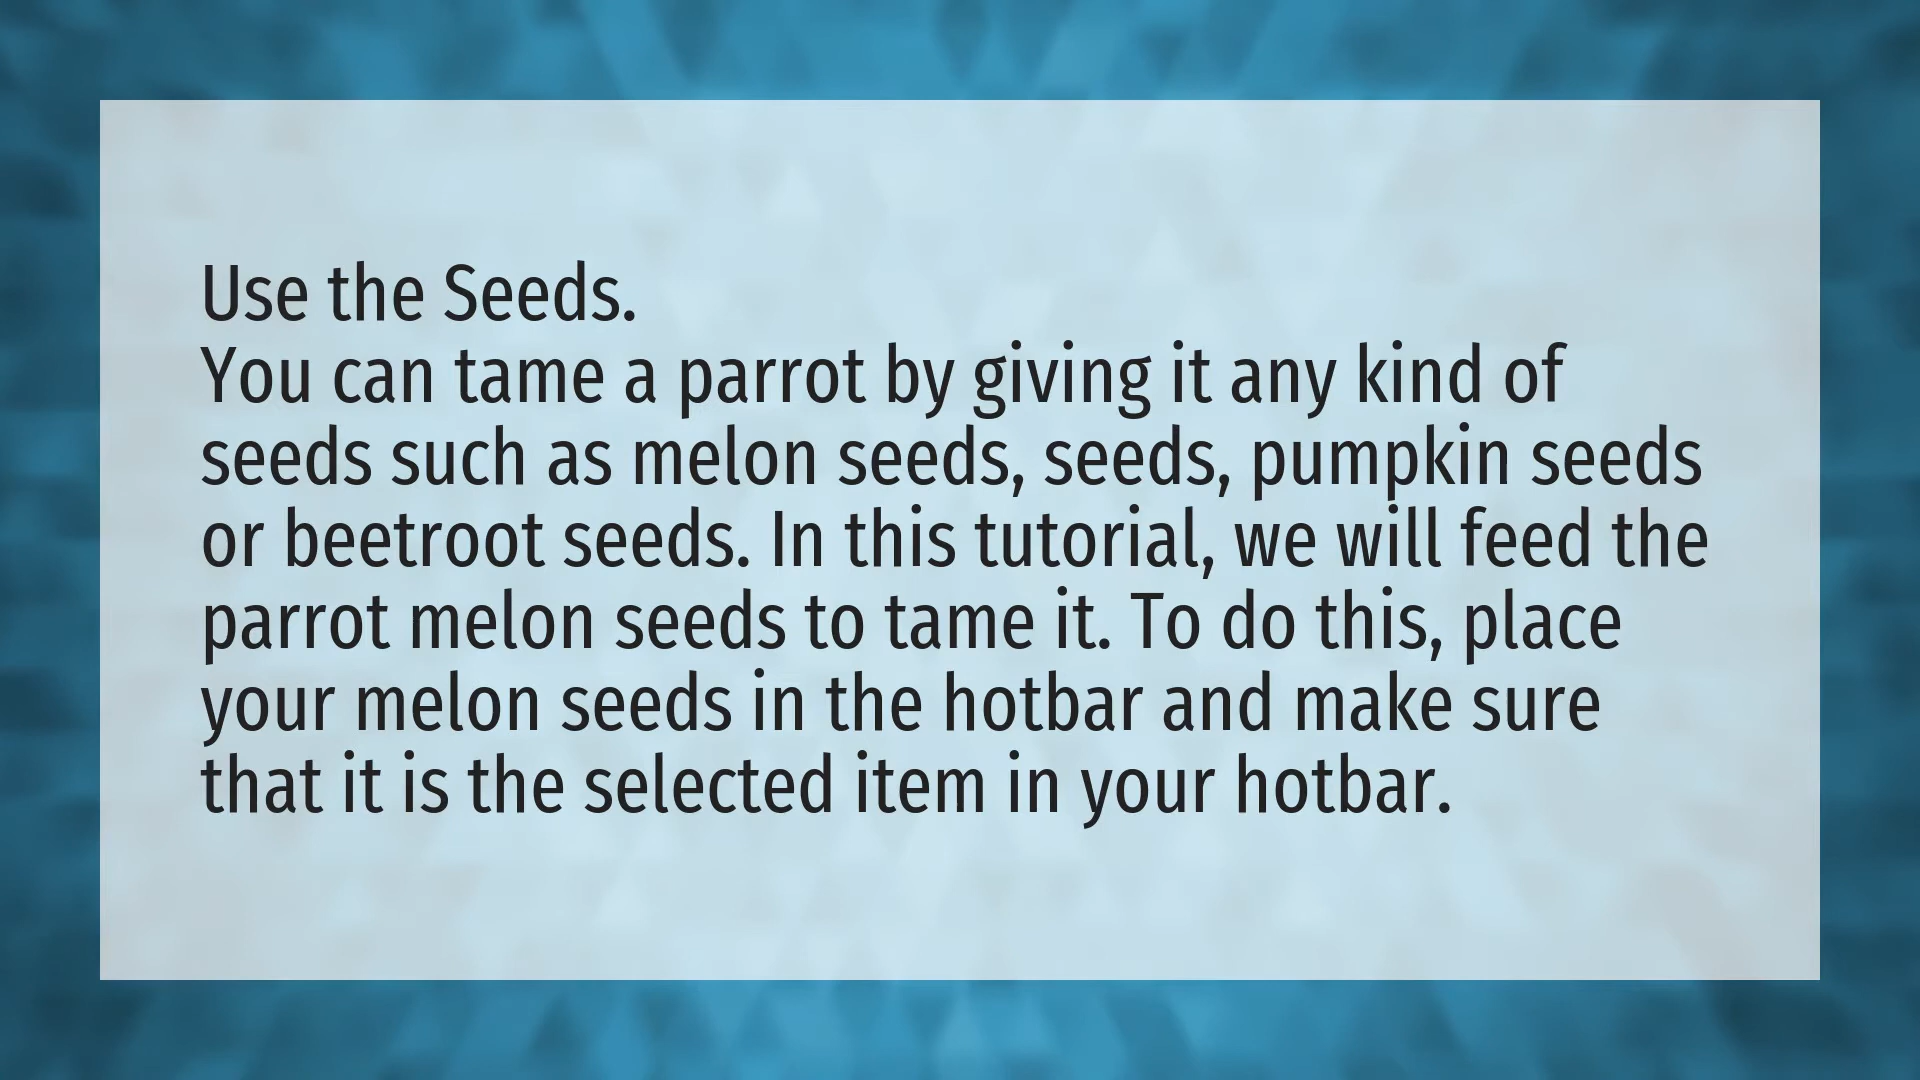 Use the Seeds.
You can tame a parrot by giving it any kind of
seeds such as melon seeds, seeds, pumpkin seeds
or beetroot seeds. In this tutorial, we will feed the
parrot melon seeds to tame it. To do this, place
your melon seeds in the hotbar and make sure
that it is the selected item in your hotbar.